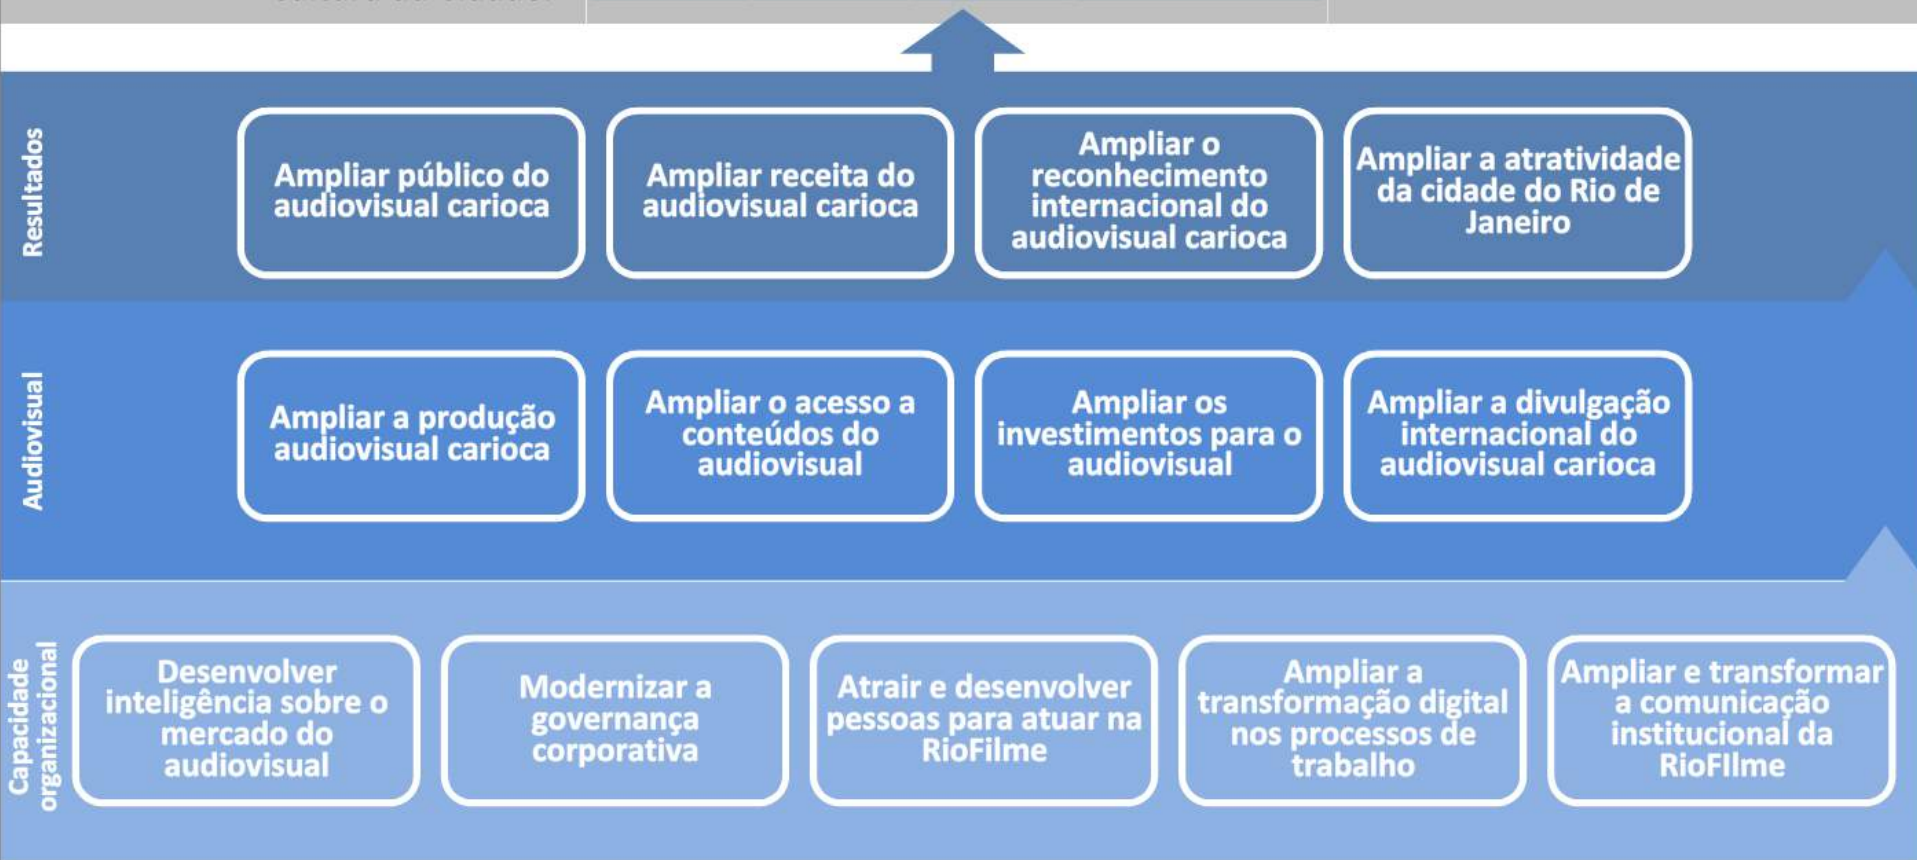 Resultados
Ampliar público do
audiovisual carioca
Ampliar receita do
audiovisual carioca
Ampliar o
reconhecimento
internacional do
audiovisual carioca
Ampliar a atratividade
da cidade do Rio de
Janeiro
Audiovisual
Ampliar a produção
audiovisual carioca
Ampliar o acesso a
conteúdos do
audiovisual
Ampliar os
investimentos para o
audiovisual
Ampliar a divulgação
internacional do
audiovisual carioca
Capacidade
organizacional
Desenvolver
inteligência sobre o
mercado do
audiovisual
Modernizar a
governança
corporativa
Atrair e desenvolver
pessoas para atuar na
RioFilme
Ampliar a
transformação digital
nos processos de
trabalho
Ampliar e transformar
a comunicação
institucional da
RioFIlme